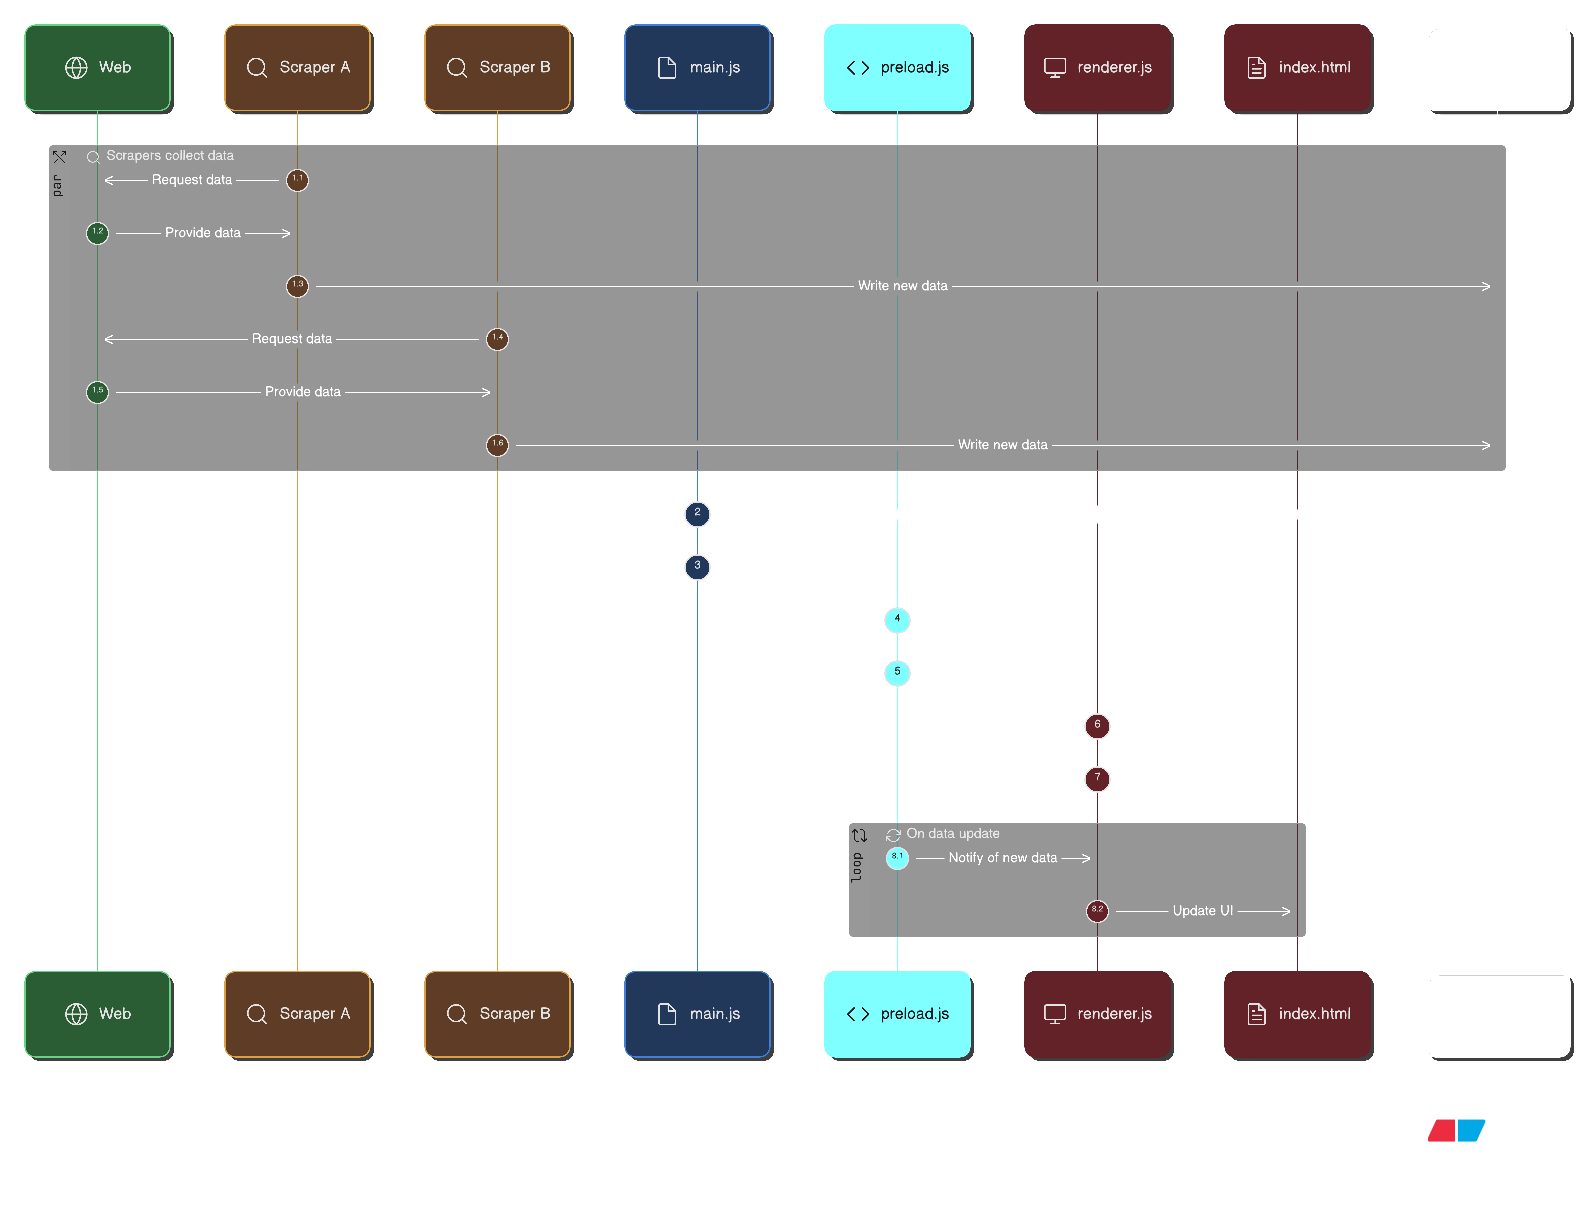 Web
Scraper A
Scraper B
main.js
preload.js
renderer.js
index.html
par
Scrapers collect data
1.1
Request data
1.2
Provide data
1.3
Write new data
1.4
Request data
1.5
Provide data
1.6
Write new data
2
3
4
5
6
7
loop
On data update
8.1
Notify of new data
8.2
Update UI
Web
Scraper A
Scraper B
main.js
preload.js
renderer.js
index.html